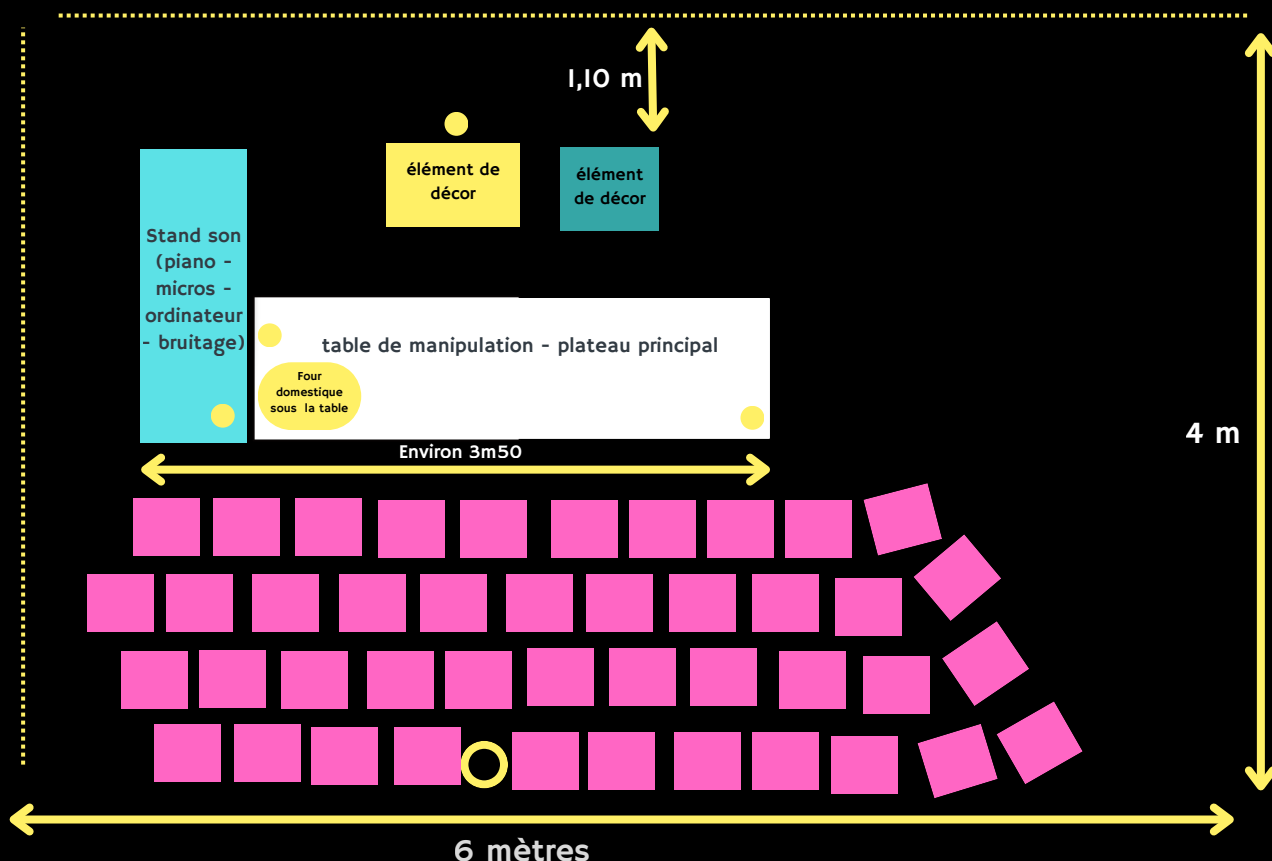 1,10 m
élément de
décor
élément
de décor
Stand son
(piano -
micros -
ordinateur
- bruitage)
table de manipulation - plateau principal
Four
domestique
sous la table
Environ 3m50
4 m
6 mètres